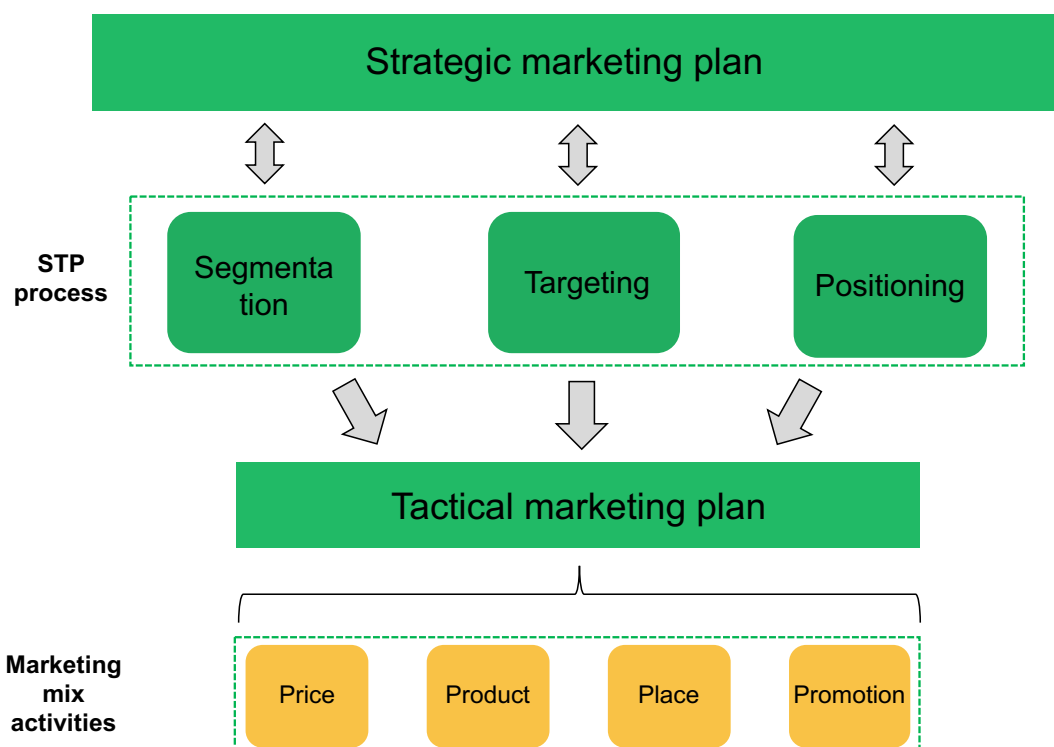 Strategic marketing plan
STP
process
Segmenta
tion
Targeting
Positioning
Tactical marketing plan
Marketing
mix
activities
Price
Product
Place
Promotion